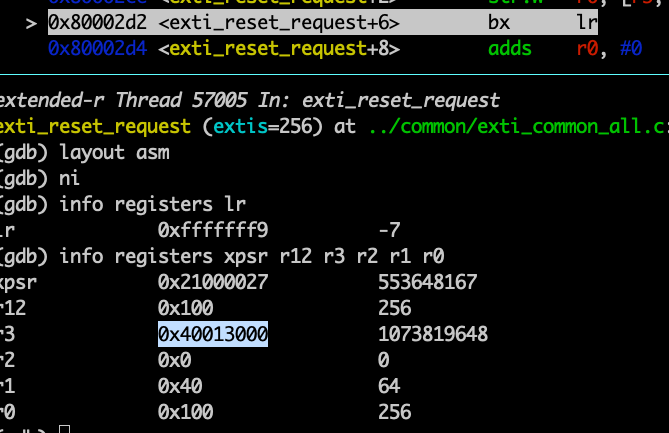 > 0x80002d2 <exti_reset_request+6> bx lr
0x80002d4 <exti_reset_request+8> adds r0, #0
extended-r Thread 57005 In: exti_reset_request
exti_reset_request (extis=256) at ../common/exti_common_all.c:
(gdb) layout asm
(gdb) ni
(gdb) info registers lr
lr 0xfffffff9 -7
(gdb) info registers xpsr r12 r3 r2 r1 r0
xpsr 0x21000027 553648167
r12 0x100 256
r3 0x40013000 1073819648
r2 0x0 0
r1 0x40 64
r0 0x100 256